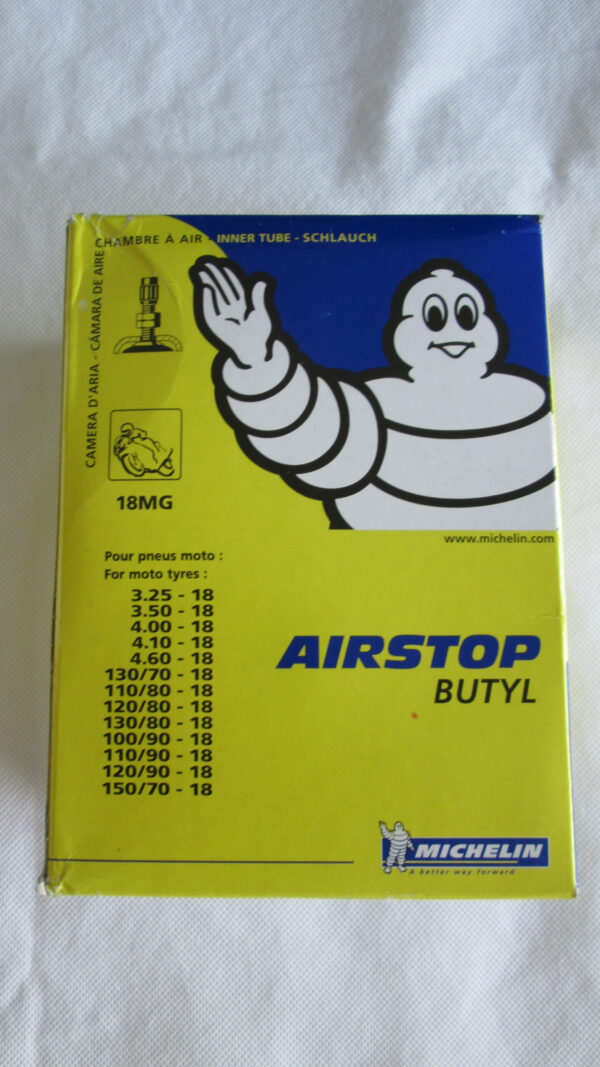 CHAMBRE À AIR - INNER TUBE - SCHLAUCH
CAMERA D'ARIA - CÁMARA DE AIRE
18MG
www.michelin.com
Pour pneus moto :
For moto tyres :
3.25 - 18
3.50 - 18
4.00 - 18
4.10 - 18
4.60 - 18
130/70 - 18
110/80 - 18
120/80 - 18
130/80 - 18
100/90 - 18
110/90 - 18
120/90 - 18
150/70 - 18
AIRSTOP
BUTYL
MICHELIN
A better way forward